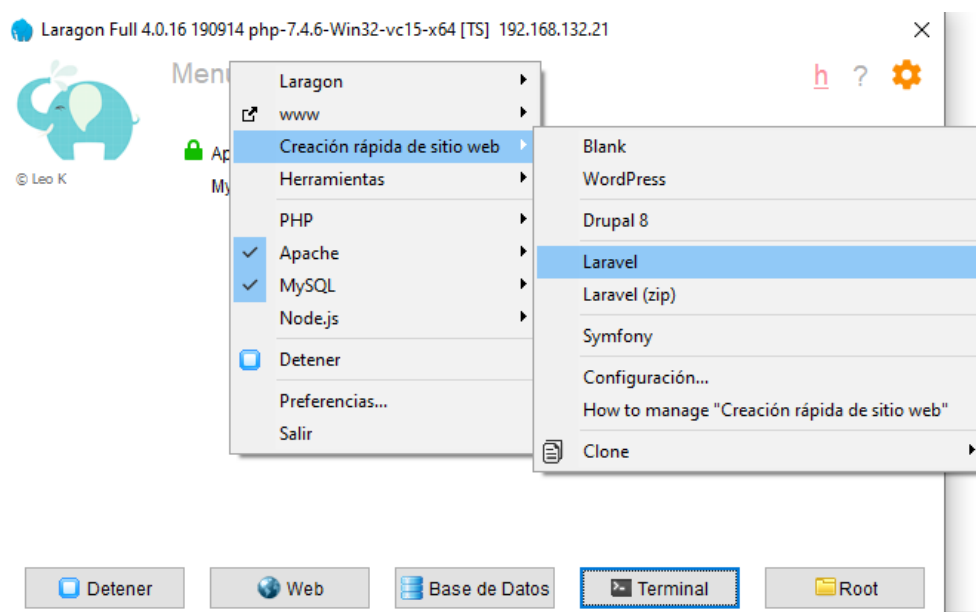 Laragon Full 4.0.16 190914 php-7.4.6-Win32-vc15-x64 [TS] 192.168.132.21
Menu
h ?
© Leo K
Ap
My
Laragon
www
Creación rápida de sitio web
Herramientas
PHP
Apache
MySQL
Node.js
Detener
Preferencias...
Salir
Blank
WordPress
Drupal 8
Laravel
Laravel (zip)
Symfony
Configuración...
How to manage "Creación rápida de sitio web"
Clone
Detener
Web
Base de Datos
Terminal
Root